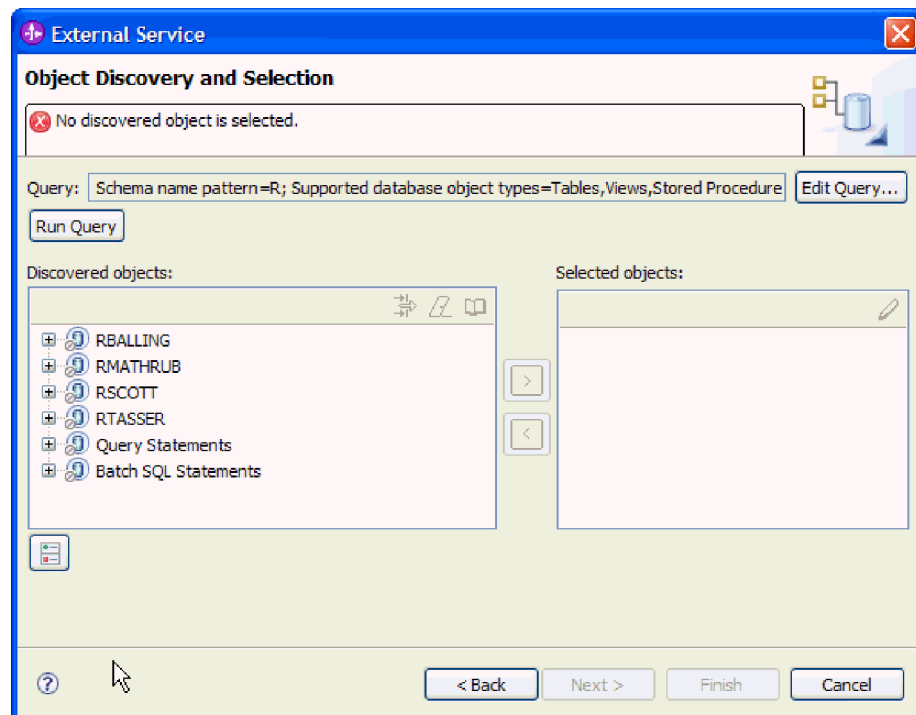 External Service
Object Discovery and Selection
No discovered object is selected.
Query: Schema name pattern=R; Supported database object types=Tables,Views,Stored Procedure Edit Query...
Run Query
Discovered objects: Selected objects:
RBALLING
RMATHRUB
RSCOTT
RTASSER
Query Statements
Batch SQL Statements
> 
<
? < Back Next > Finish Cancel